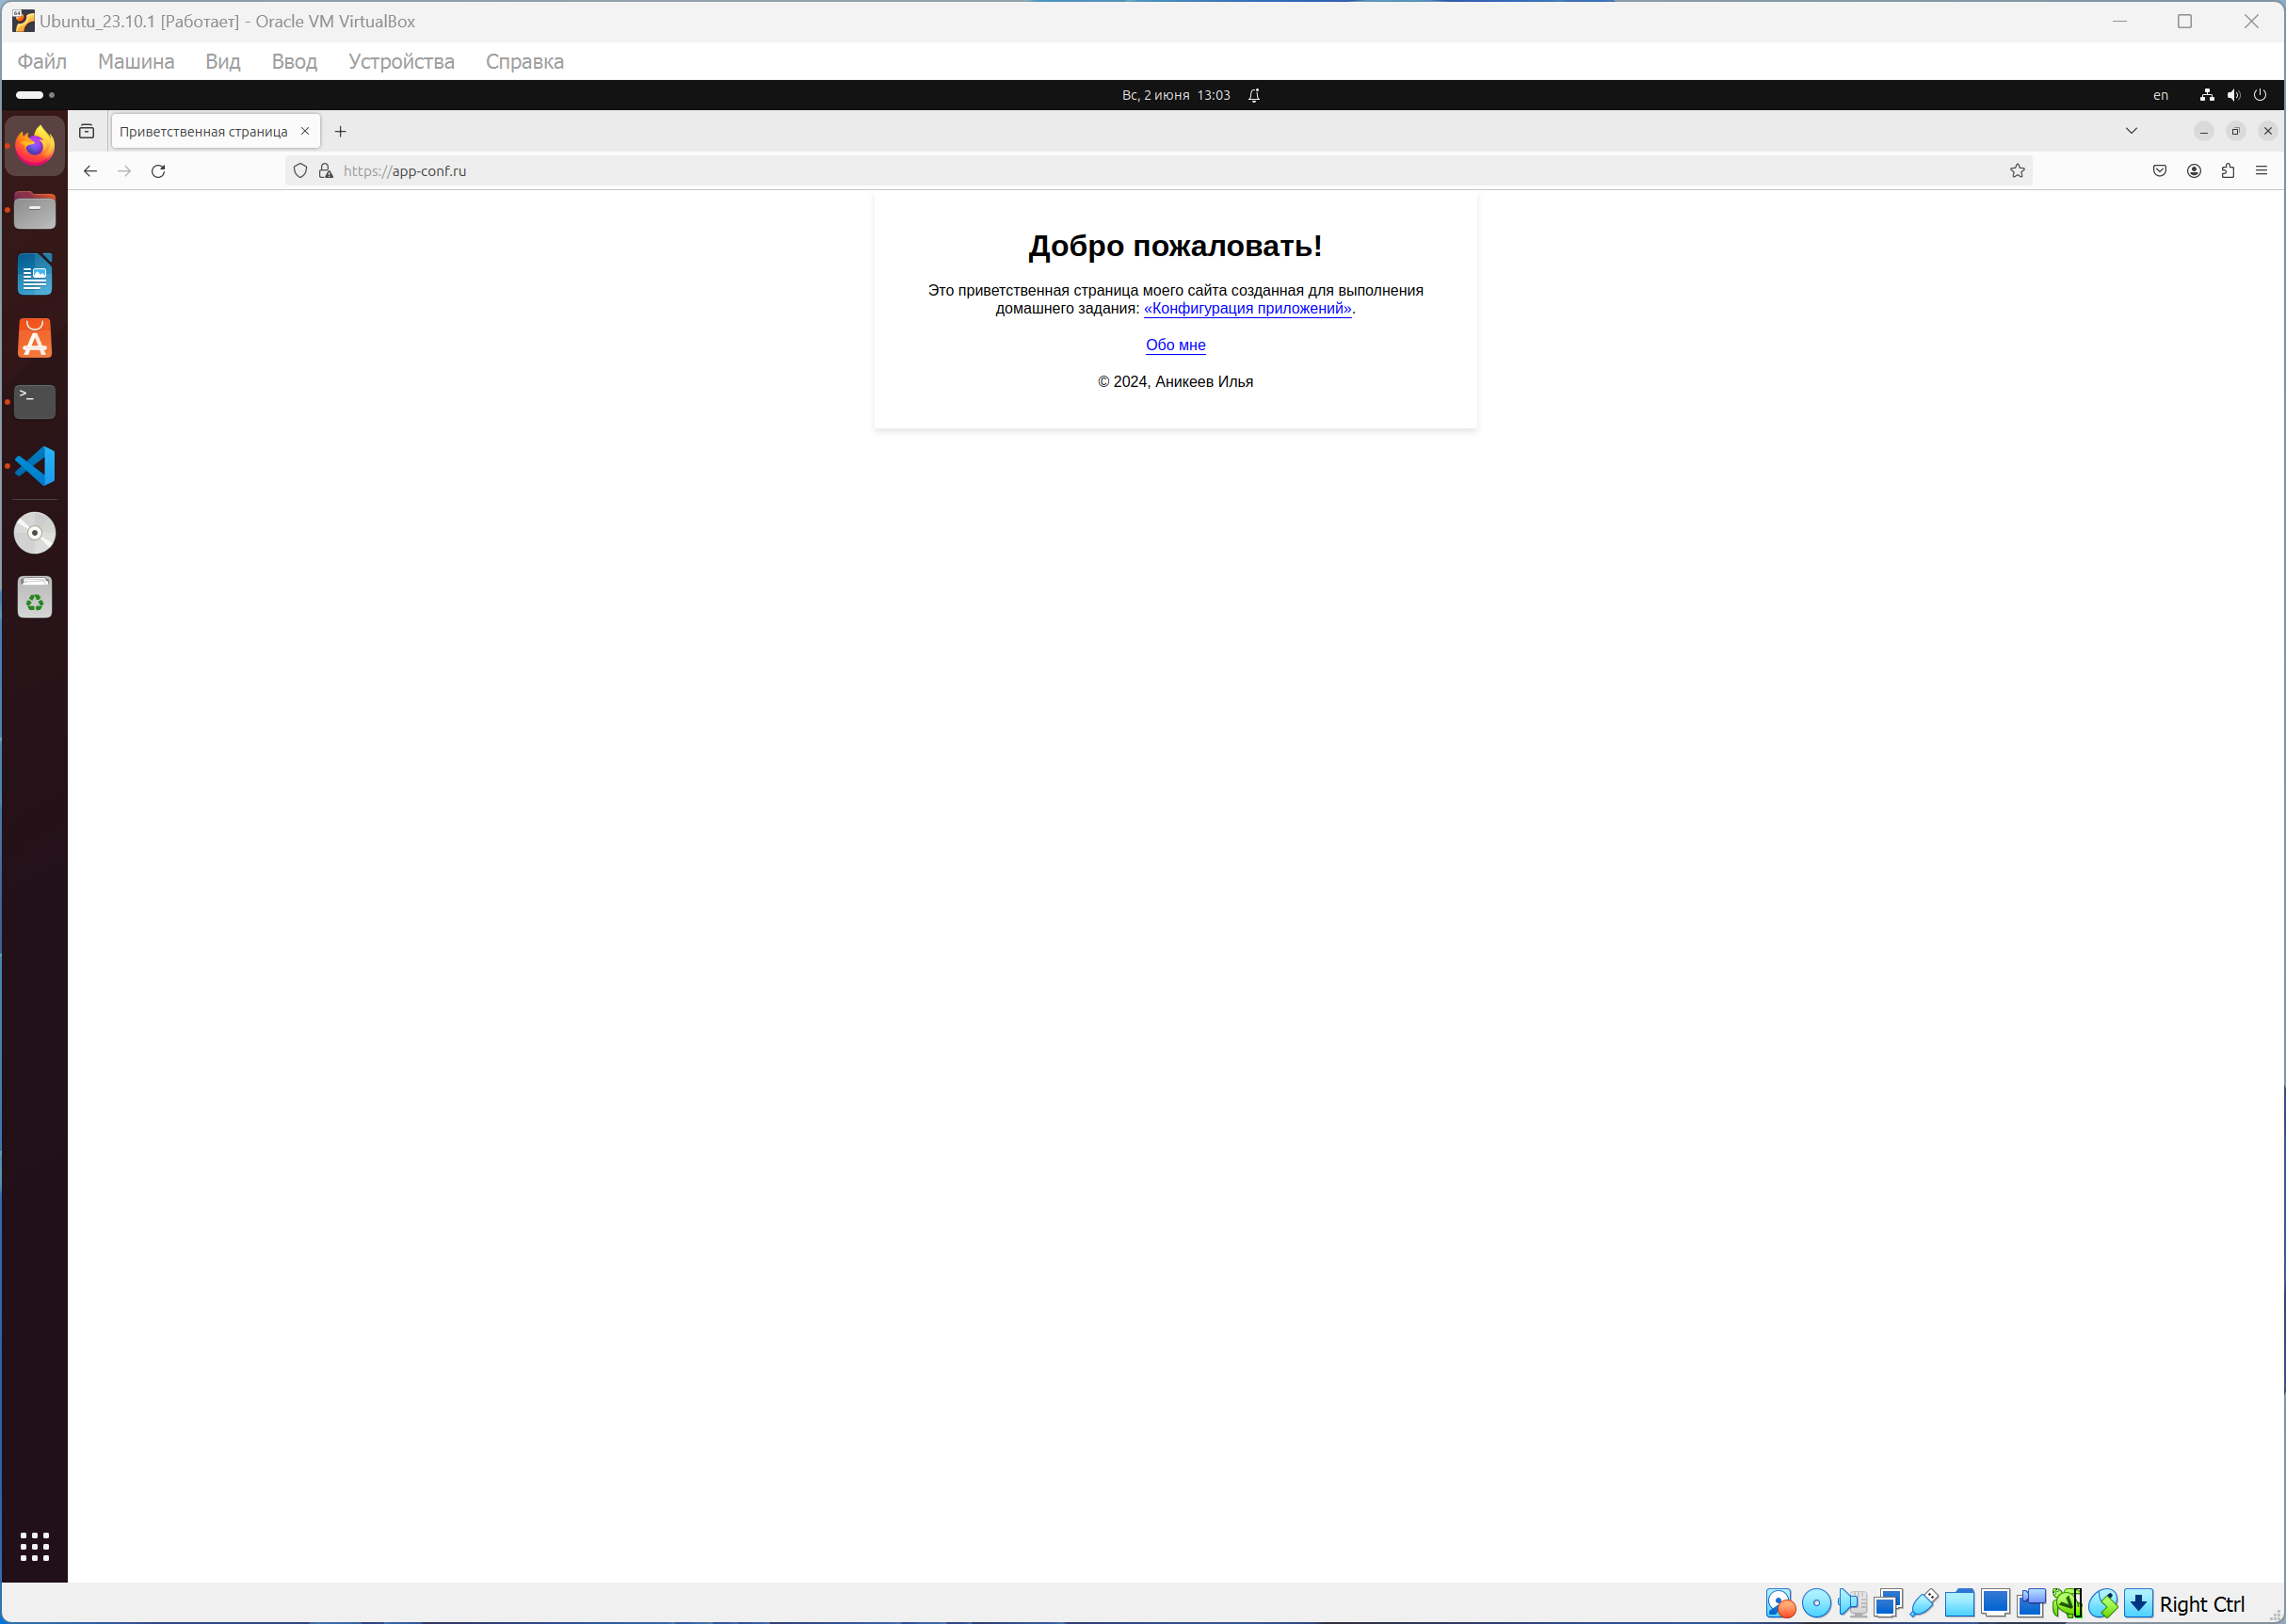 Ubuntu_23.10.1 [Работает] - Oracle VM VirtualBox
Файл Машина Вид Ввод Устройства Справка
Вс, 2 июня 13:03
en
Приветственная страница
https://app-conf.ru
Добро пожаловать!
Это приветственная страница моего сайта созданная для выполнения
домашнего задания: «Конфигурация приложений».
Обо мне
© 2024, Аникеев Илья
Right Ctrl